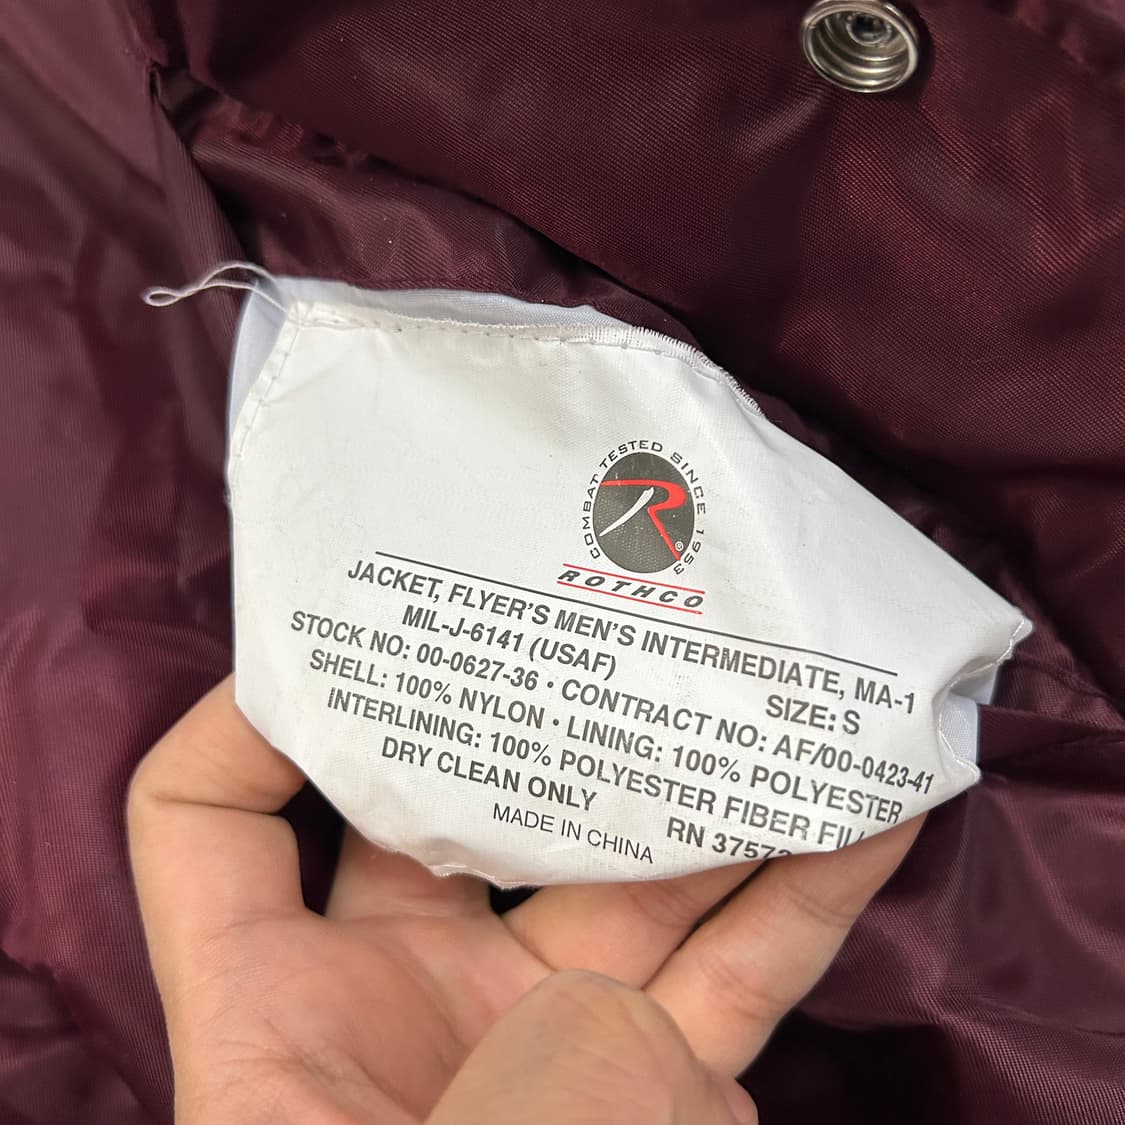 COMBAT TESTED SINCE 1953
R®
ROTHCO
JACKET, FLYER'S MEN'S INTERMEDIATE, MA-1
MIL-J-6141 (USAF) SIZE: S
STOCK NO: 00-0627-36 • CONTRACT NO: AF/00-0423-41
SHELL: 100% NYLON • LINING: 100% POLYESTER
INTERLINING: 100% POLYESTER FIBER
DRY CLEAN ONLY RN
MADE IN CHINA